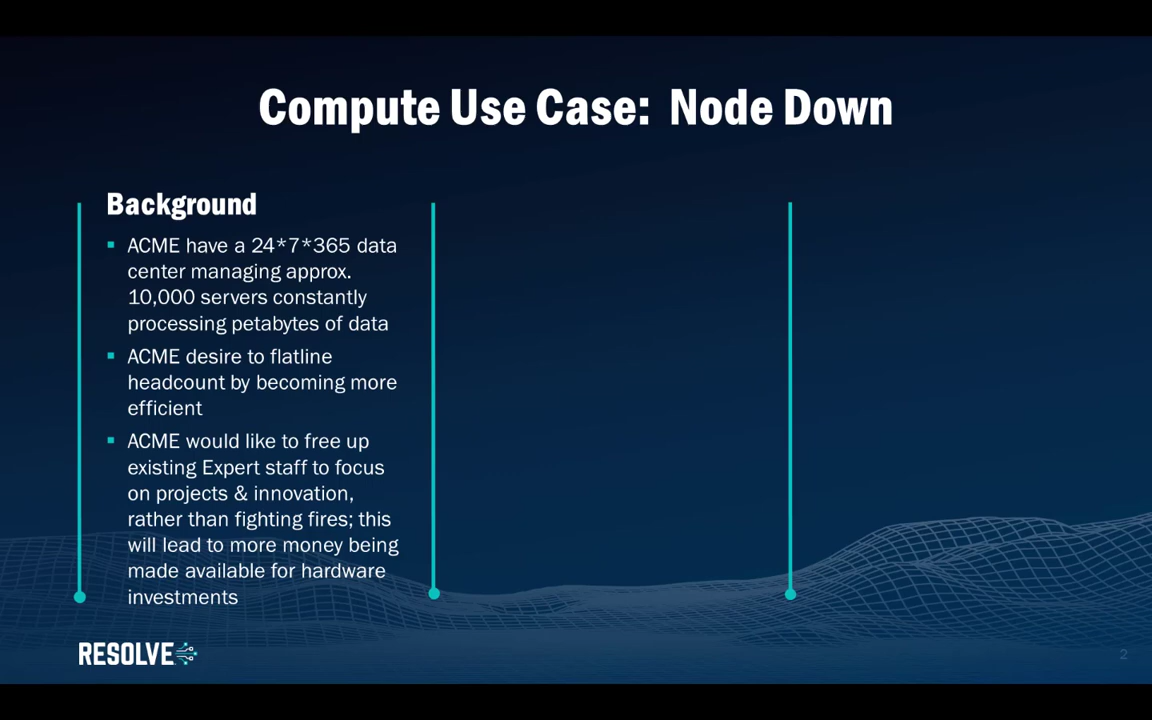 Compute Use Case: Node Down
Background
ACME have a 24*7*365 data
center managing approx.
10,000 servers constantly
processing petabytes of data
ACME desire to flatline
headcount by becoming more
efficient
ACME would like to free up
existing Expert staff to focus
on projects & innovation,
rather than fighting fires; this
will lead to more money being
made available for hardware
investments
RESOLVE
2